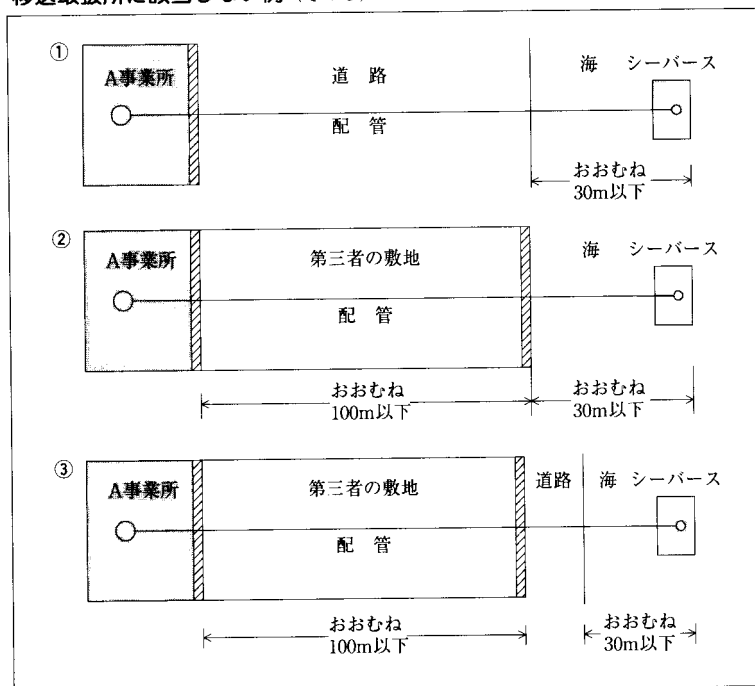 移送取扱所に該当しない例
①
A事業所
道 路
海 シーバース
配 管
おおむね
30m以下
②
A事業所
第三者の敷地
海 シーバース
配 管
おおむね
100m以下
おおむね
30m以下
③
A事業所
第三者の敷地
道路
海 シーバース
配 管
おおむね
100m以下
おおむね
30m以下